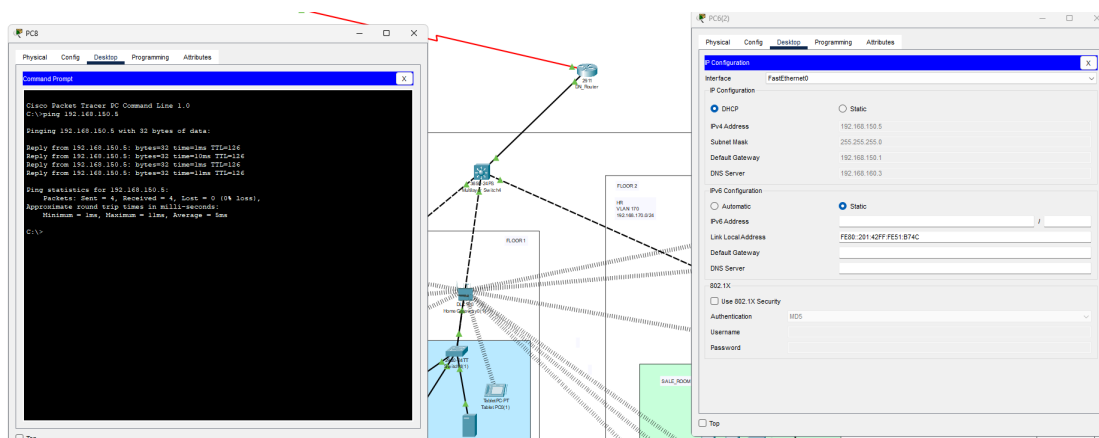 PC8
Physical Config Desktop Programming Attributes
Command Prompt
X
Cisco Packet Tracer PC Command Line 1.0
C:\>ping 192.168.150.5
Pinging 192.168.150.5 with 32 bytes of data:
Reply from 192.168.150.5: bytes=32 time=1ms TTL=126
Reply from 192.168.150.5: bytes=32 time=10ms TTL=126
Reply from 192.168.150.5: bytes=32 time=1ms TTL=126
Reply from 192.168.150.5: bytes=32 time=11ms TTL=126
Ping statistics for 192.168.150.5:
Packets: Sent = 4, Received = 4, Lost = 0 (0% loss),
Approximate round trip times in milli-seconds:
Minimum = 1ms, Maximum = 11ms, Average = 5ms
C:\>
Top
2911
DN_Router
FLOOR 1
FLOOR 2
HR
VLAN 170
192.168.170.0/24
TabletPC-PT
Tablet PC0(1)
PC6(2)
Physical Config Desktop Programming Attributes
IP Configuration
X
Interface FastEthernet0
IP Configuration
DHCP Static
IPv4 Address 192.168.150.5
Subnet Mask 255.255.255.0
Default Gateway 192.168.150.1
DNS Server 192.168.160.3
IPv6 Configuration
Automatic Static
IPv6 Address /
Link Local Address FE80::201:42FF:FE51:B74C
Default Gateway
DNS Server
802.1X
Use 802.1X Security
Authentication MD5
Username
Password
Top